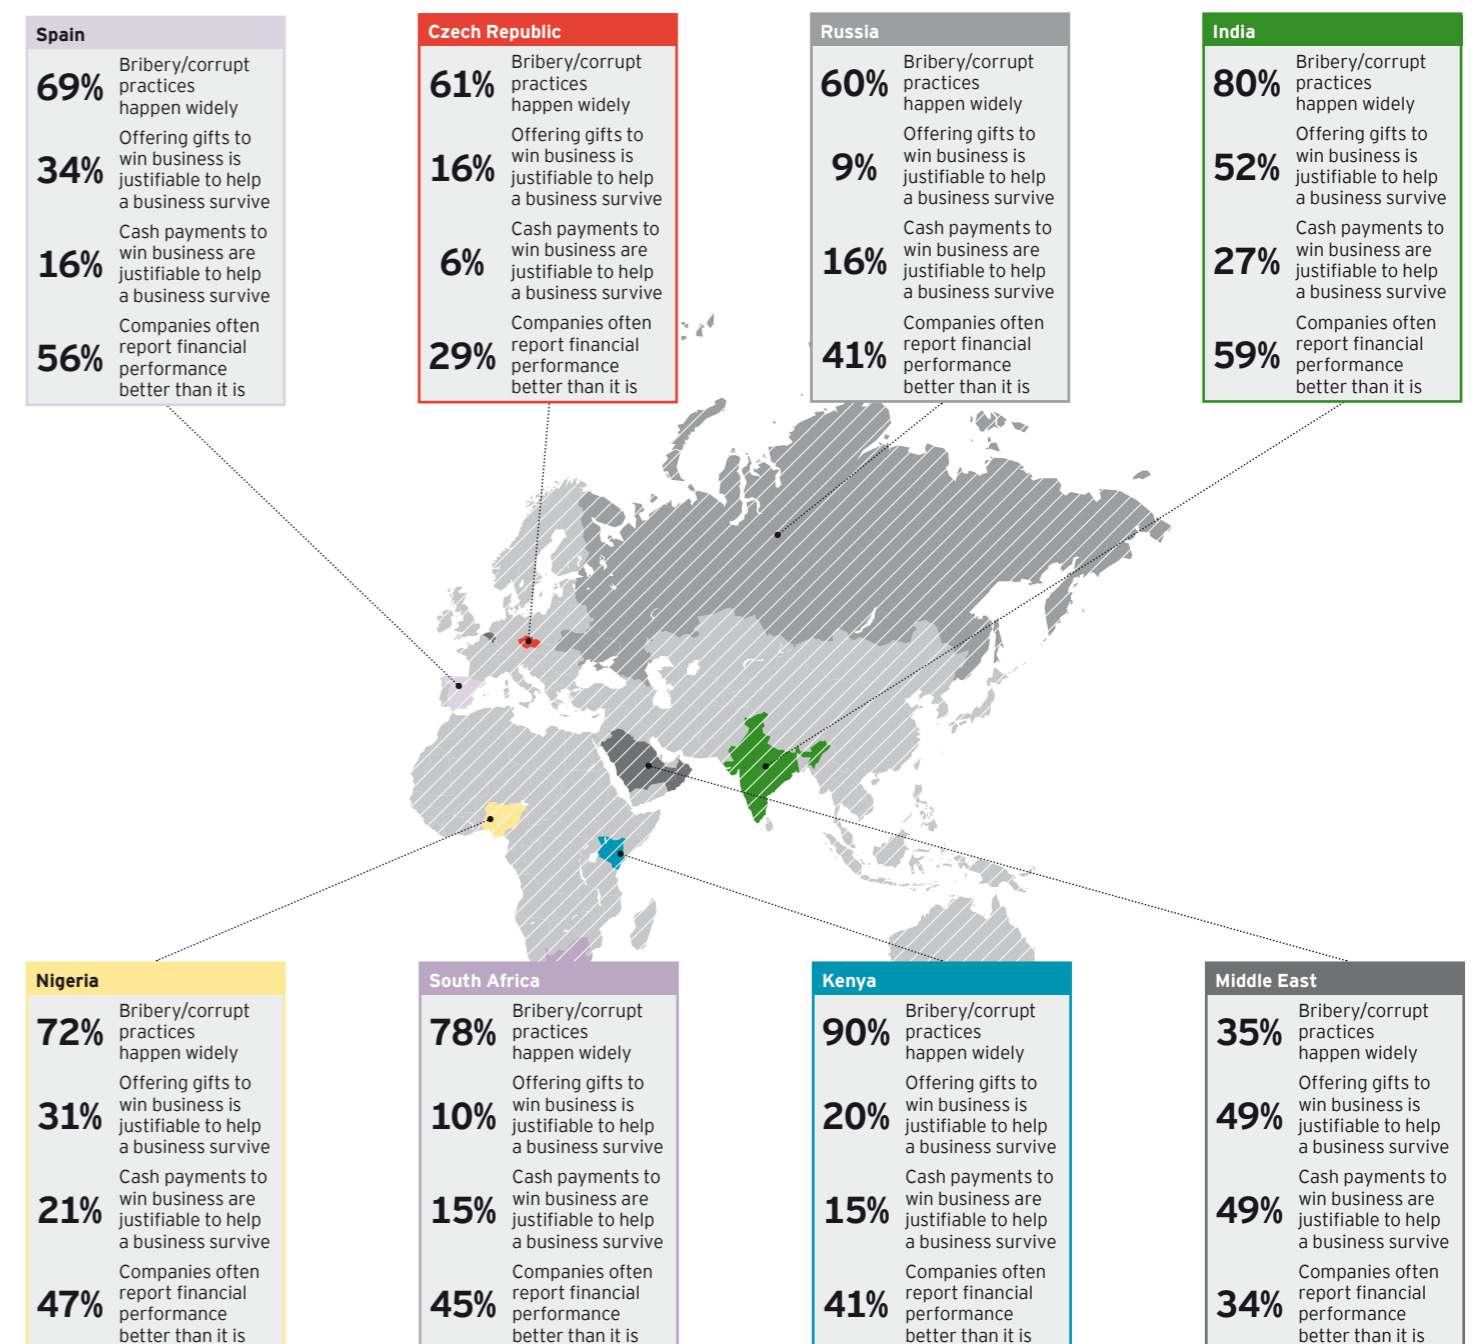 Spain
69%
Bribery/corrupt
practices
happen widely
34%
Offering gifts to
win business is
justifiable to help
a business survive
16%
Cash payments to
win business are
justifiable to help
a business survive
56%
Companies often
report financial
performance
better than it is
Czech Republic
61%
Bribery/corrupt
practices
happen widely
16%
Offering gifts to
win business is
justifiable to help
a business survive
6%
Cash payments to
win business are
justifiable to help
a business survive
29%
Companies often
report financial
performance
better than it is
Russia
60%
Bribery/corrupt
practices
happen widely
9%
Offering gifts to
win business is
justifiable to help
a business survive
16%
Cash payments to
win business are
justifiable to help
a business survive
41%
Companies often
report financial
performance
better than it is
India
80%
Bribery/corrupt
practices
happen widely
52%
Offering gifts to
win business is
justifiable to help
a business survive
27%
Cash payments to
win business are
justifiable to help
a business survive
59%
Companies often
report financial
performance
better than it is
Nigeria
72%
Bribery/corrupt
practices
happen widely
31%
Offering gifts to
win business is
justifiable to help
a business survive
21%
Cash payments to
win business are
justifiable to help
a business survive
47%
Companies often
report financial
performance
better than it is
South Africa
78%
Bribery/corrupt
practices
happen widely
10%
Offering gifts to
win business is
justifiable to help
a business survive
15%
Cash payments to
win business are
justifiable to help
a business survive
45%
Companies often
report financial
performance
better than it is
Kenya
90%
Bribery/corrupt
practices
happen widely
20%
Offering gifts to
win business is
justifiable to help
a business survive
15%
Cash payments to
win business are
justifiable to help
a business survive
41%
Companies often
report financial
performance
better than it is
Middle East
35%
Bribery/corrupt
practices
happen widely
49%
Offering gifts to
win business is
justifiable to help
a business survive
49%
Cash payments to
win business are
justifiable to help
a business survive
34%
Companies often
report financial
performance
better than it is